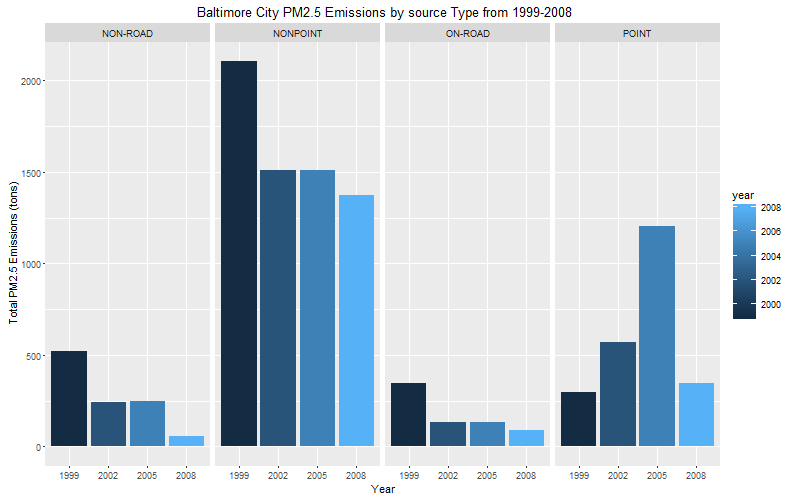 Baltimore City PM2.5 Emissions by source Type from 1999-2008
NON-ROAD NONPOINT ON-ROAD POINT
Total PM2.5 Emissions (tons)
2000
1500
1000
500
0
1999 2002 2005 2008 1999 2002 2005 2008 1999 2002 2005 2008 1999 2002 2005 2008
Year
year
2008
2006
2004
2002
2000